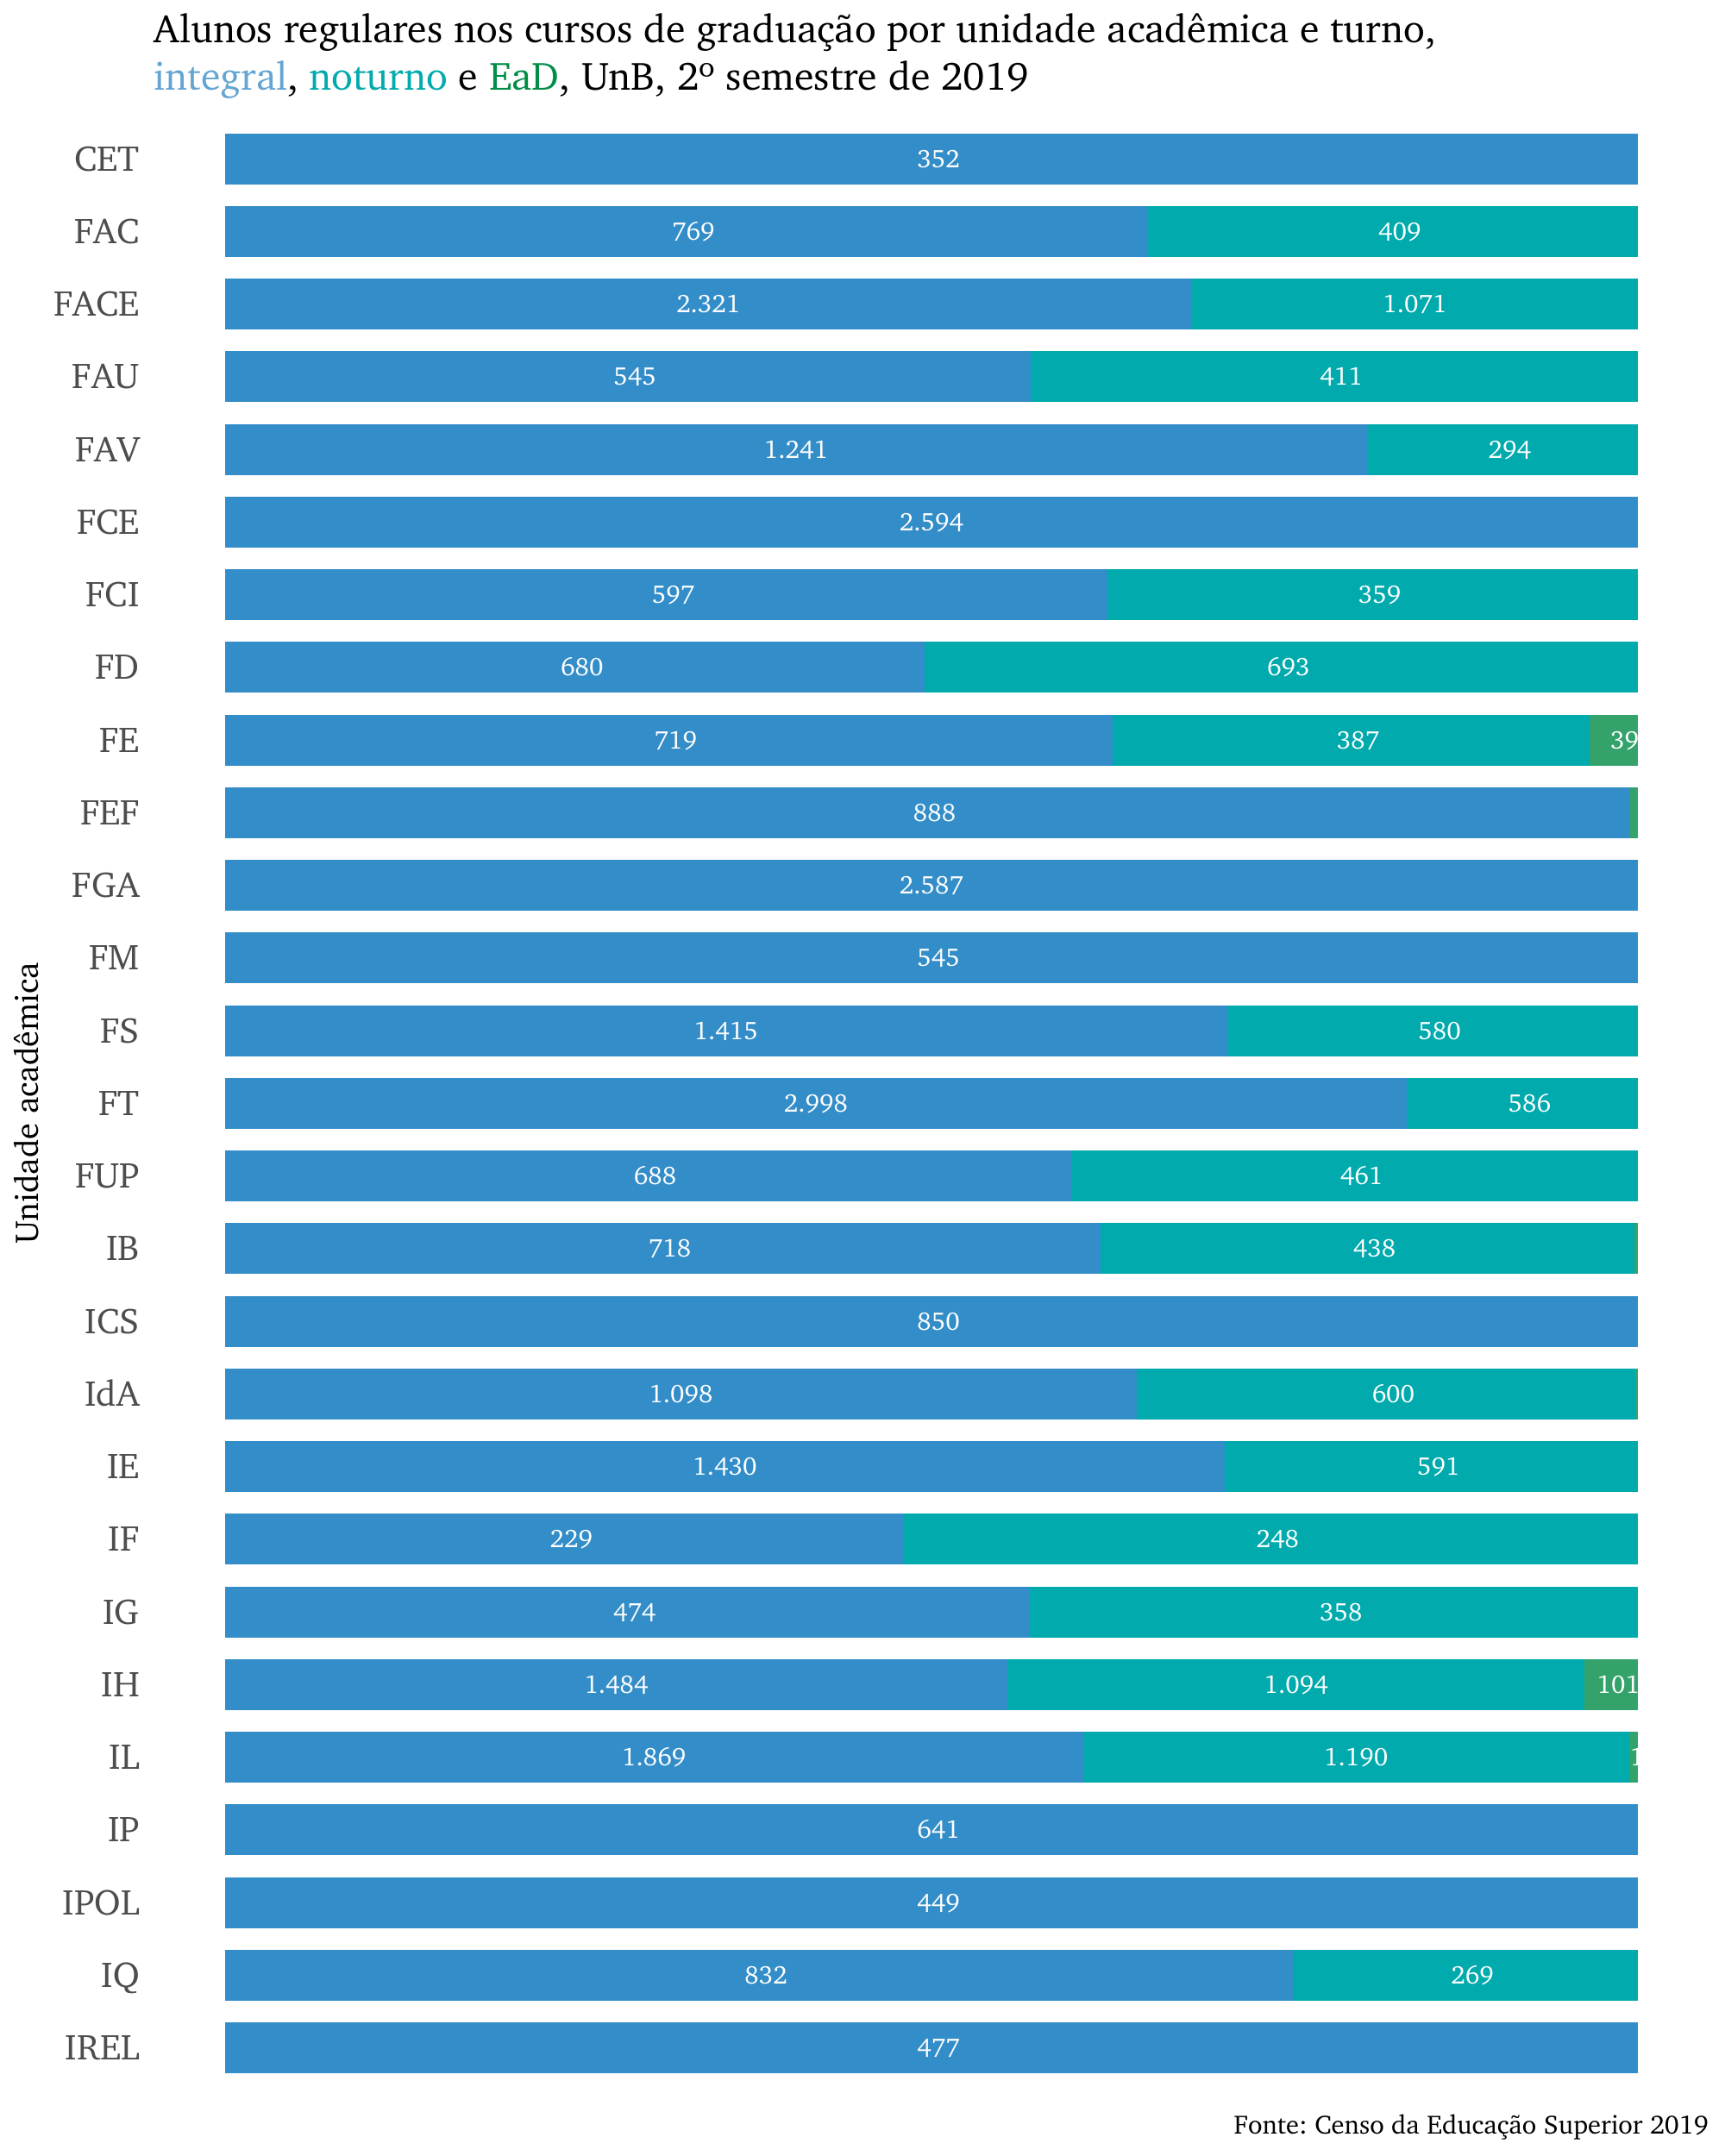 Alunos regulares nos cursos de graduação por unidade acadêmica e turno,
integral, noturno e EaD, UnB, 2º semestre de 2019
Unidade acadêmica
CET 352
FAC 769 409
FACE 2.321 1.071
FAU 545 411
FAV 1.241 294
FCE 2.594
FCI 597 359
FD 680 693
FE 719 387 39
FEF 888
FGA 2.587
FM 545
FS 1.415 580
FT 2.998 586
FUP 688 461
IB 718 438
ICS 850
IdA 1.098 600
IE 1.430 591
IF 229 248
IG 474 358
IH 1.484 1.094 101
IL 1.869 1.190
IP 641
IPOL 449
IQ 832 269
IREL 477
Fonte: Censo da Educação Superior 2019